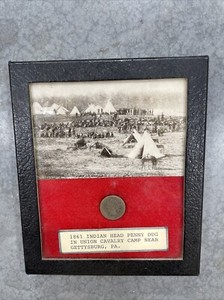 1863 INDIAN HEAD PENNY DUG
IN UNION CAVALRY CAMP NEAR
GETTYSBURG, PA.